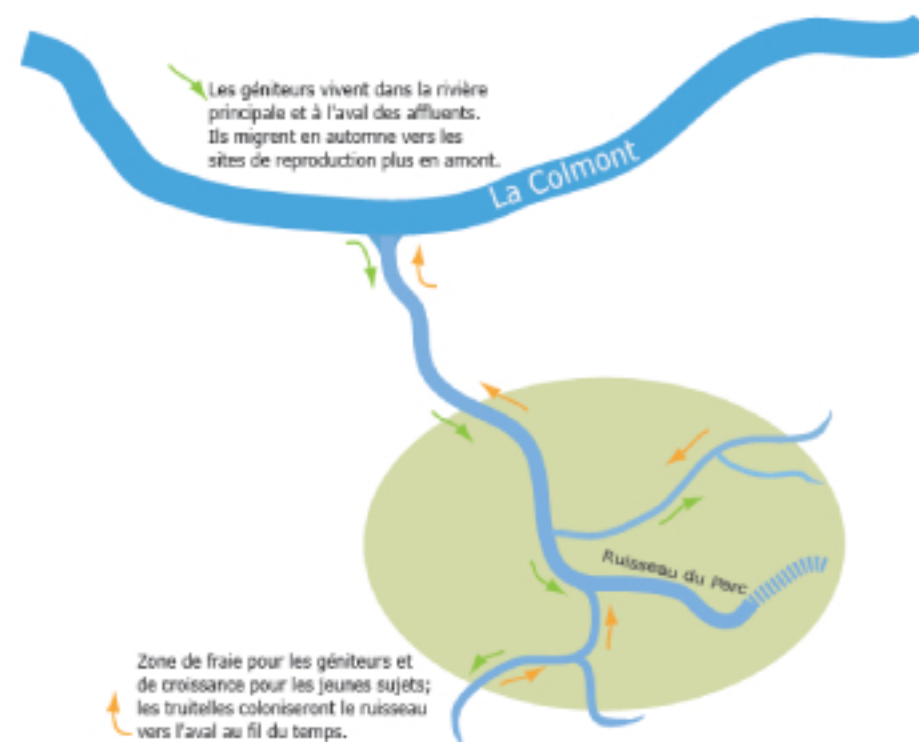 Les géniteurs vivent dans la rivière
principale et à l'aval des affluents.
Ils migrent en automne vers les
sites de reproduction plus en amont.
La Colmont
Ruisseau du Parc
Zone de fraie pour les géniteurs et
de croissance pour les jeunes sujets;
les truitelles coloniseront le ruisseau
vers l'aval au fil du temps.